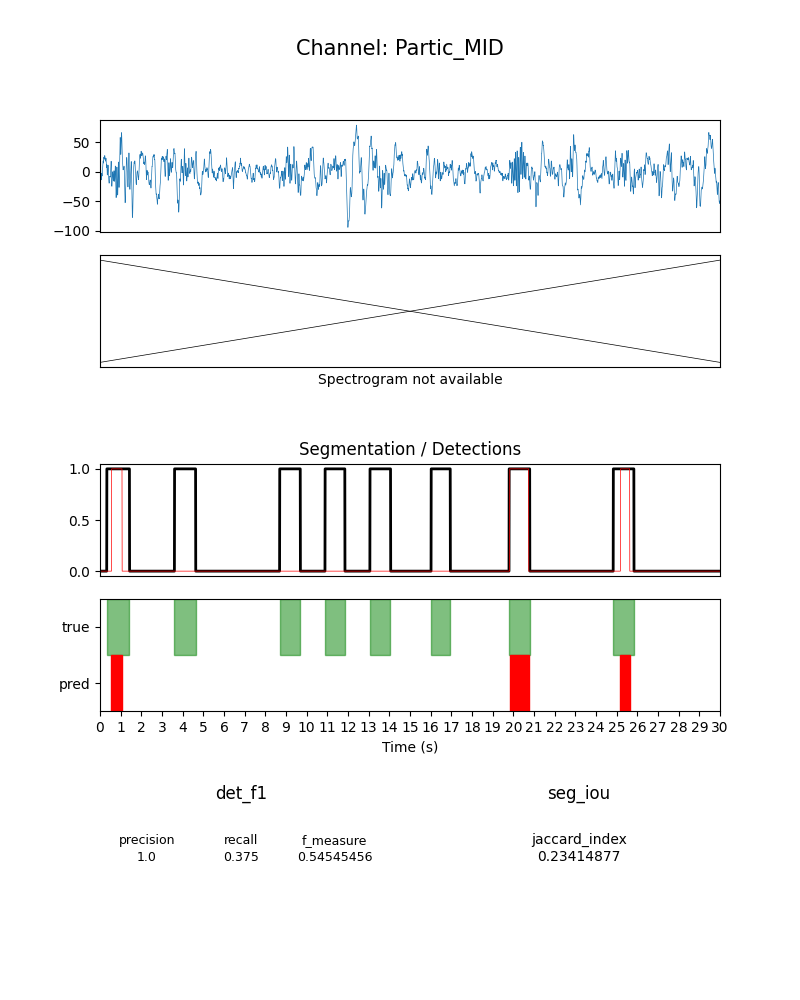 Channel: Partic_MID
50
0
−50
−100
Spectrogram not available
Segmentation / Detections
1.0
0.5
0.0
true
pred
0 1 2 3 4 5 6 7 8 9 10 11 12 13 14 15 16 17 18 19 20 21 22 23 24 25 26 27 28 29 30
Time (s)
det_f1 seg_iou
precision recall f_measure jaccard_index
1.0 0.375 0.54545456 0.23414877